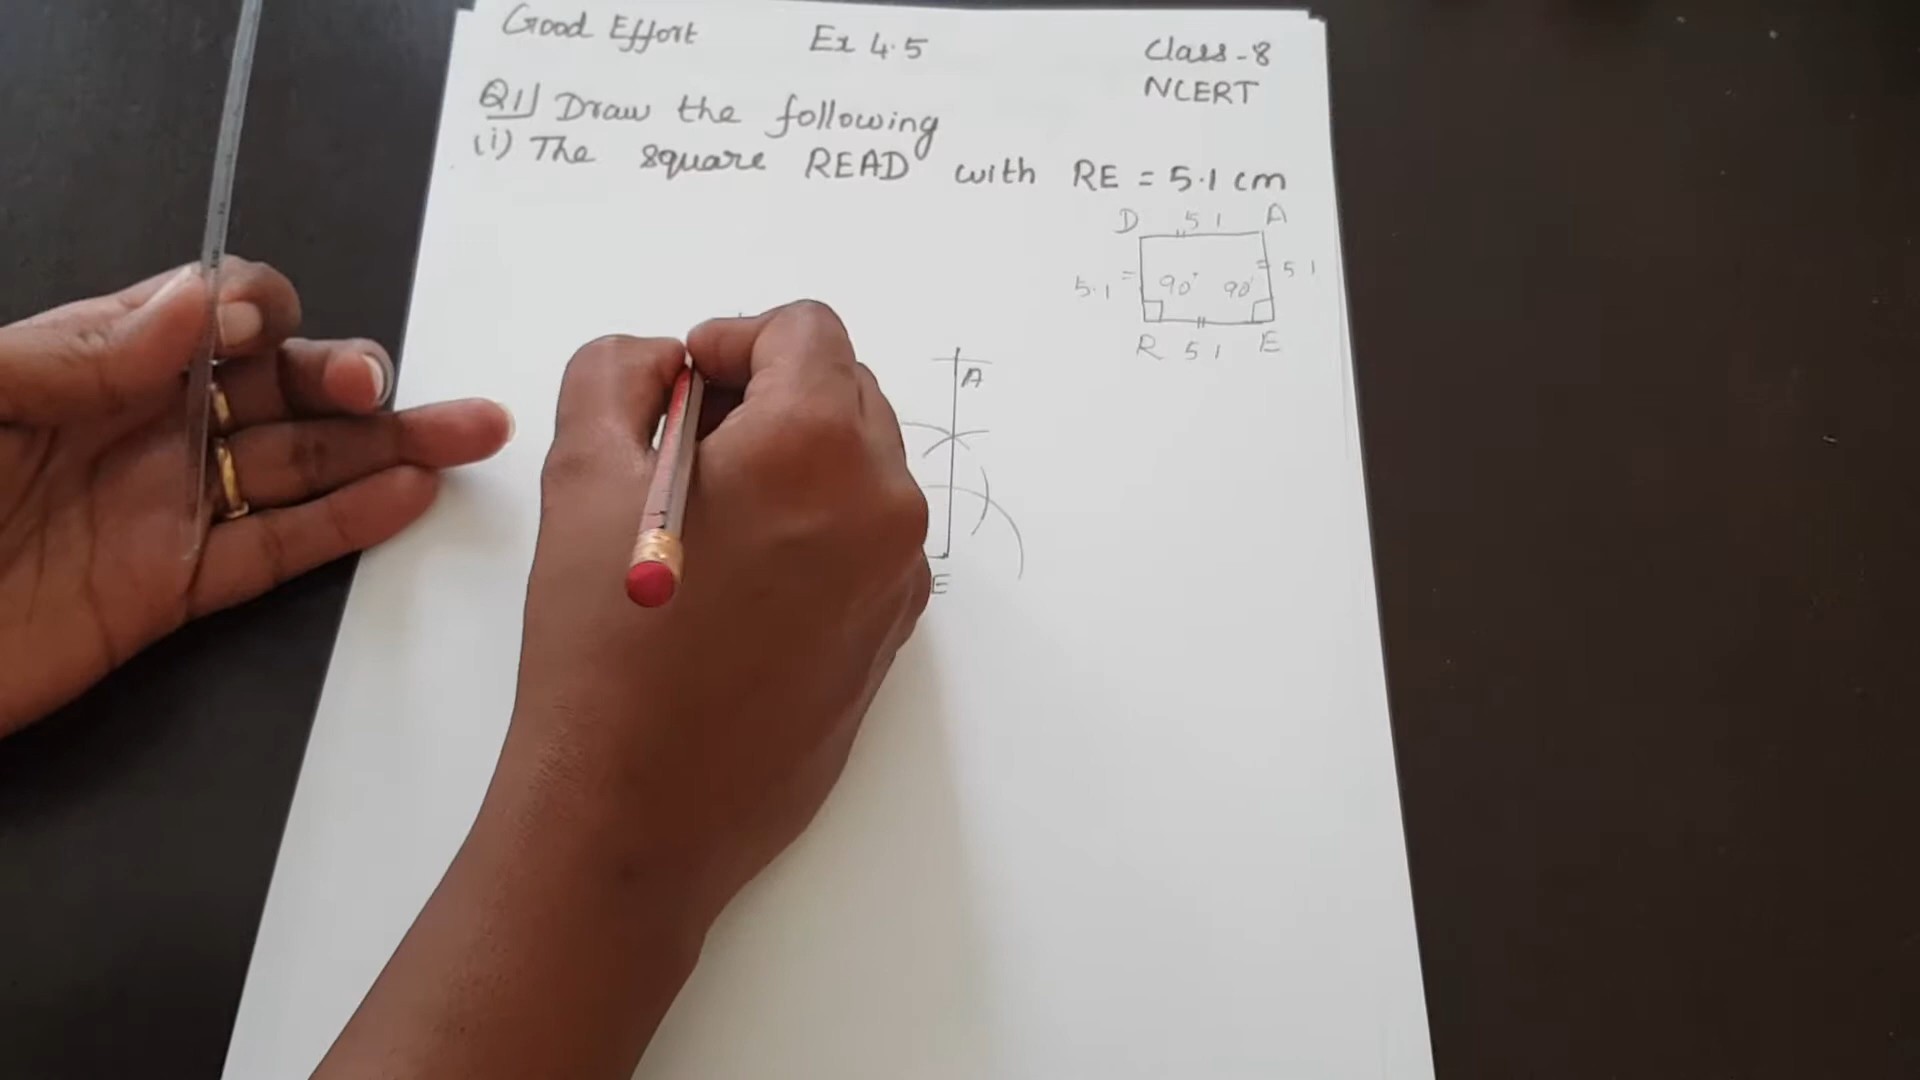 Good Effort Ex 4.5 Class-8
NCERT
Q1) Draw the following
(i) The square READ with RE = 5.1 cm
D 5 1 A
5.1 90° 90° 5 1
R 5 1 E
A
E